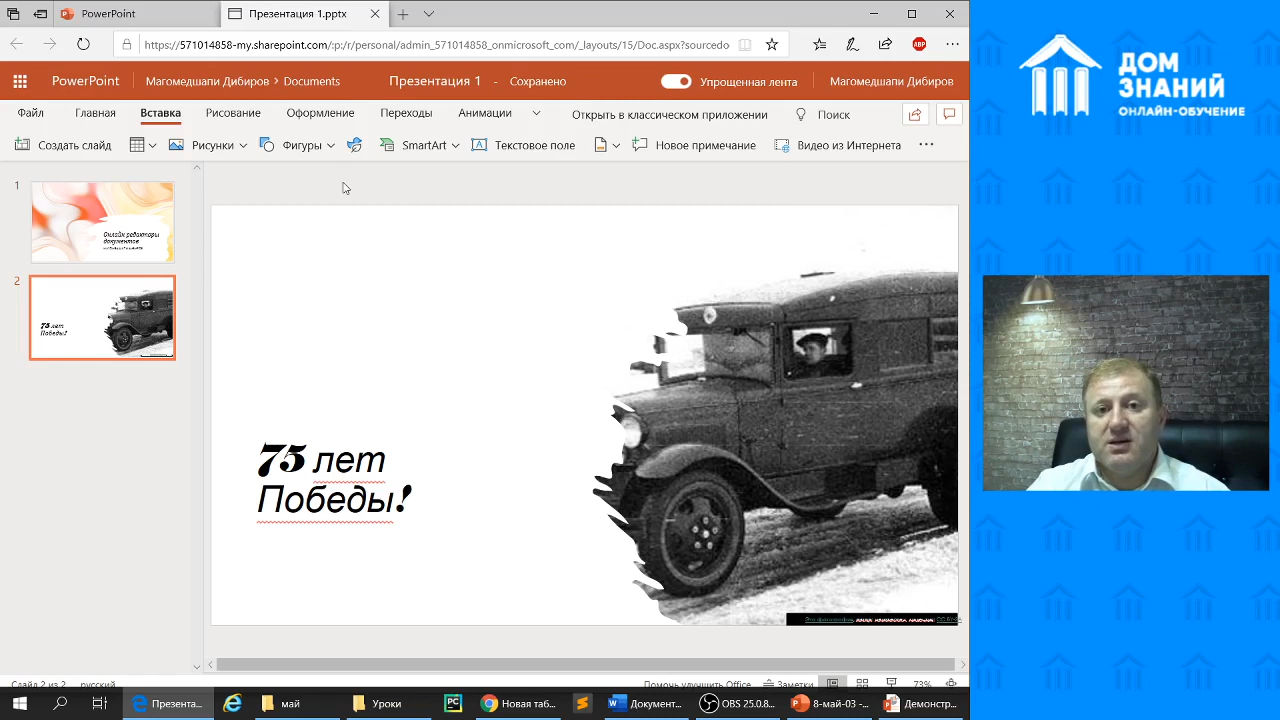 PowerPoint
Презентация 1.pptx
https://571014858-my.sharepoint.com/:p:/r/personal/admin_571014858_onmicrosoft_com/_layouts/15/Doc.aspx?sourcedo
ABP
PowerPoint
Магомедшапи Дибиров > Documents
Презентация 1 - Сохранено
Упрощенная лента
Магомедшапи Дибиров
Файл
Главная
Вставка
Рисование
Оформление
Переходы
Анимации
Открыть в классическом приложении
Поиск
Создать слайд
Рисунки
Фигуры
SmartArt
Текстовое поле
Новое примечание
Видео из Интернета
1
Онлайн редакторы
документов
2
75 лет
Победы!
75 лет
Победы!
Слайд 2 из 2
русский
Помочь улучшить Office
Заметки
73%
Презента...
май
Уроки
PC
Новая таб...
Документ...
OBS 25.0.8...
8-май-03 -...
Демонстр...
ДОМ
ЗНАНИЙ
ОНЛАЙН-ОБУЧЕНИЕ